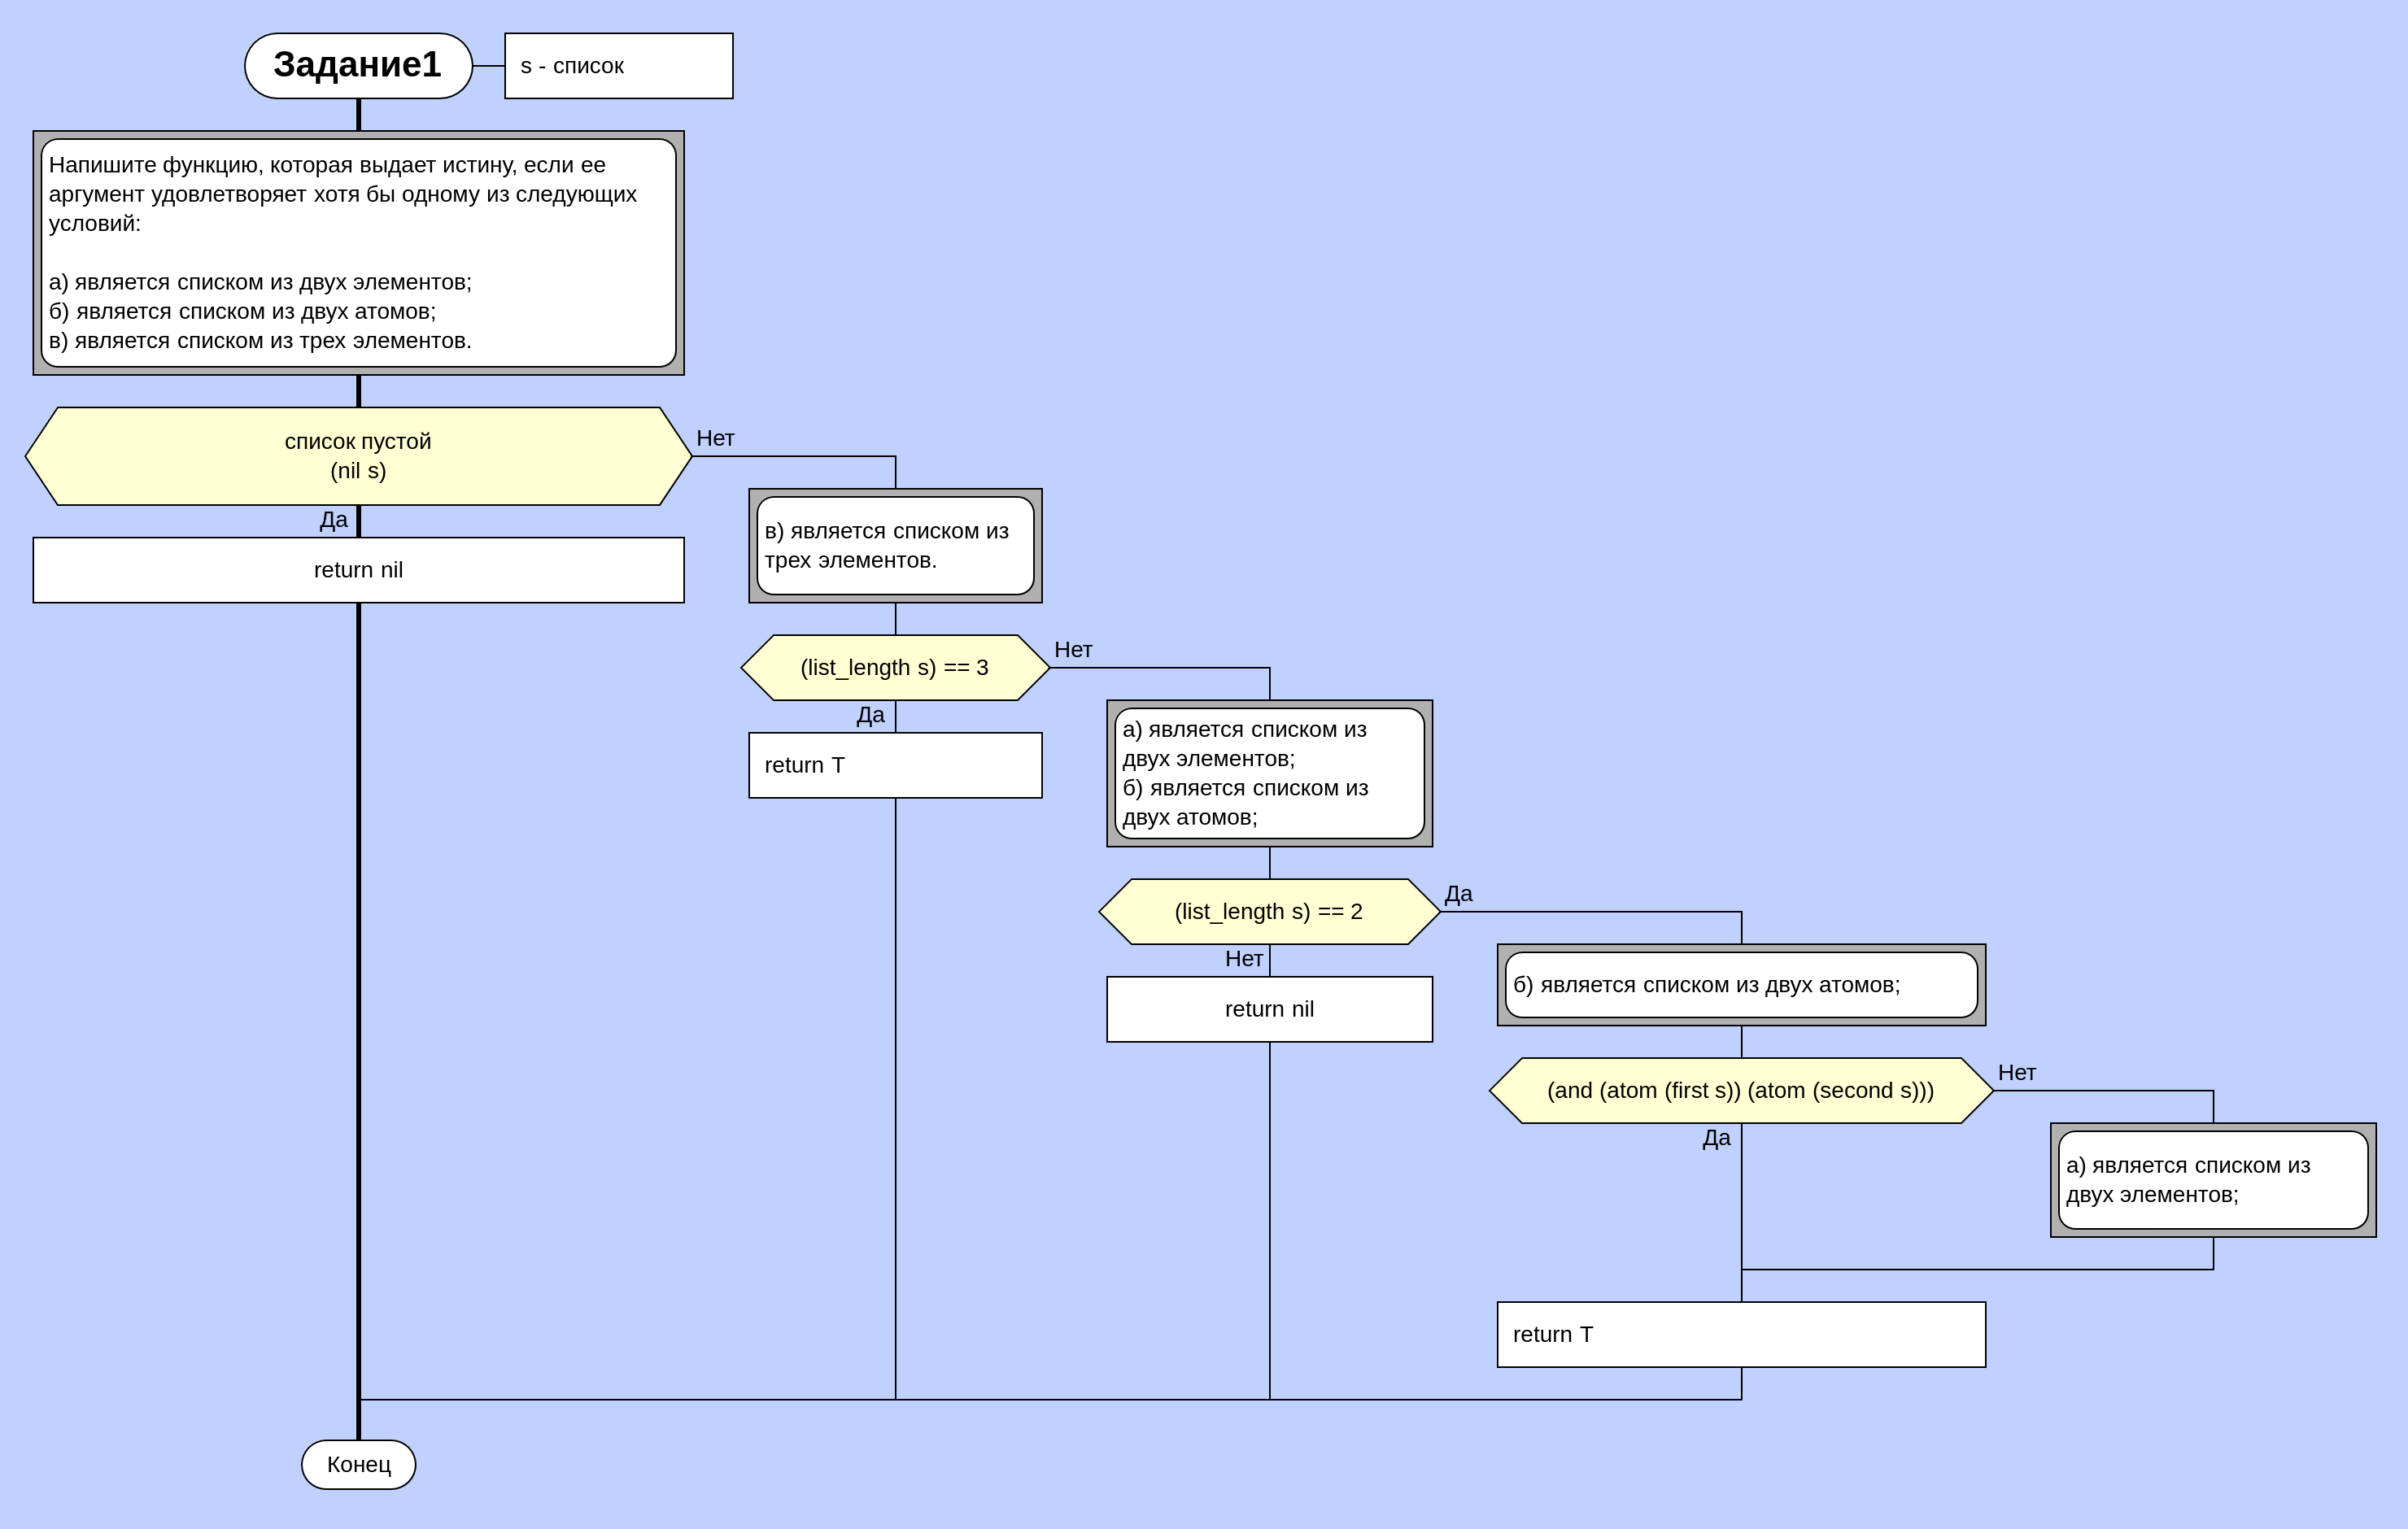 Задание1
s - список
Напишите функцию, которая выдает истину, если ее
аргумент удовлетворяет хотя бы одному из следующих
условий:
а) является списком из двух элементов;
б) является списком из двух атомов;
в) является списком из трех элементов.
список пустой
(nil s)
Нет
Да
return nil
в) является списком из
трех элементов.
(list_length s) == 3
Нет
Да
return T
а) является списком из
двух элементов;
б) является списком из
двух атомов;
(list_length s) == 2
Да
Нет
return nil
б) является списком из двух атомов;
(and (atom (first s)) (atom (second s)))
Нет
Да
а) является списком из
двух элементов;
return T
Конец